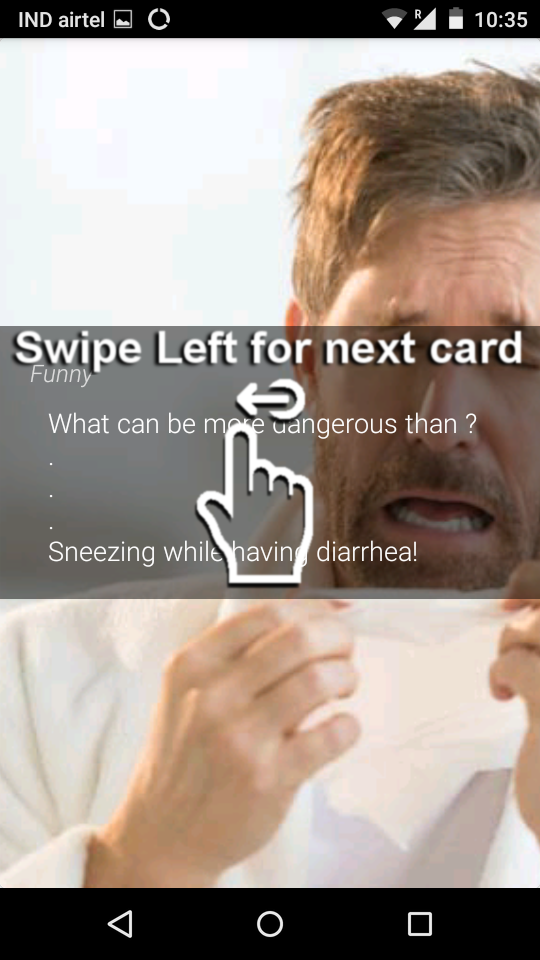 IND airtel R 10:35
Swipe Left for next card
Funny
What can be more dangerous than ?
.
.
.
Sneezing while having diarrhea!